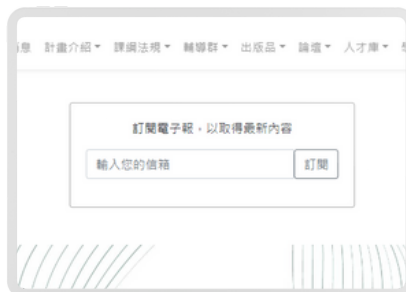 息 計畫介紹 課綱法規 輔導群 出版品 論壇 人才庫
訂閱電子報，以取得最新內容
輸入您的信箱 訂閱